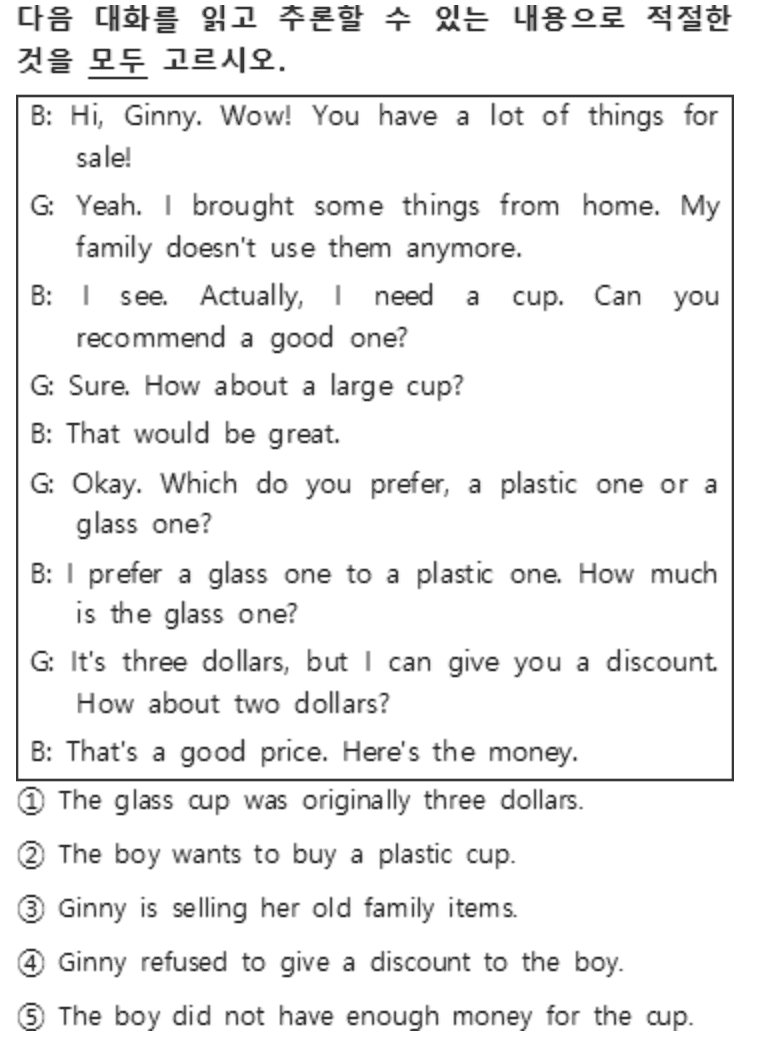 다음 대화를 읽고 추론할 수 있는 내용으로 적절한
것을 모두 고르시오.
B: Hi, Ginny. Wow! You have a lot of things for
sale!
G: Yeah. I brought some things from home. My
family doesn't use them anymore.
B: I see. Actually, I need a cup. Can you
recommend a good one?
G: Sure. How about a large cup?
B: That would be great.
G: Okay. Which do you prefer, a plastic one or a
glass one?
B: I prefer a glass one to a plastic one. How much
is the glass one?
G: It's three dollars, but I can give you a discount.
How about two dollars?
B: That's a good price. Here's the money.
① The glass cup was originally three dollars.
② The boy wants to buy a plastic cup.
③ Ginny is selling her old family items.
④ Ginny refused to give a discount to the boy.
⑤ The boy did not have enough money for the cup.